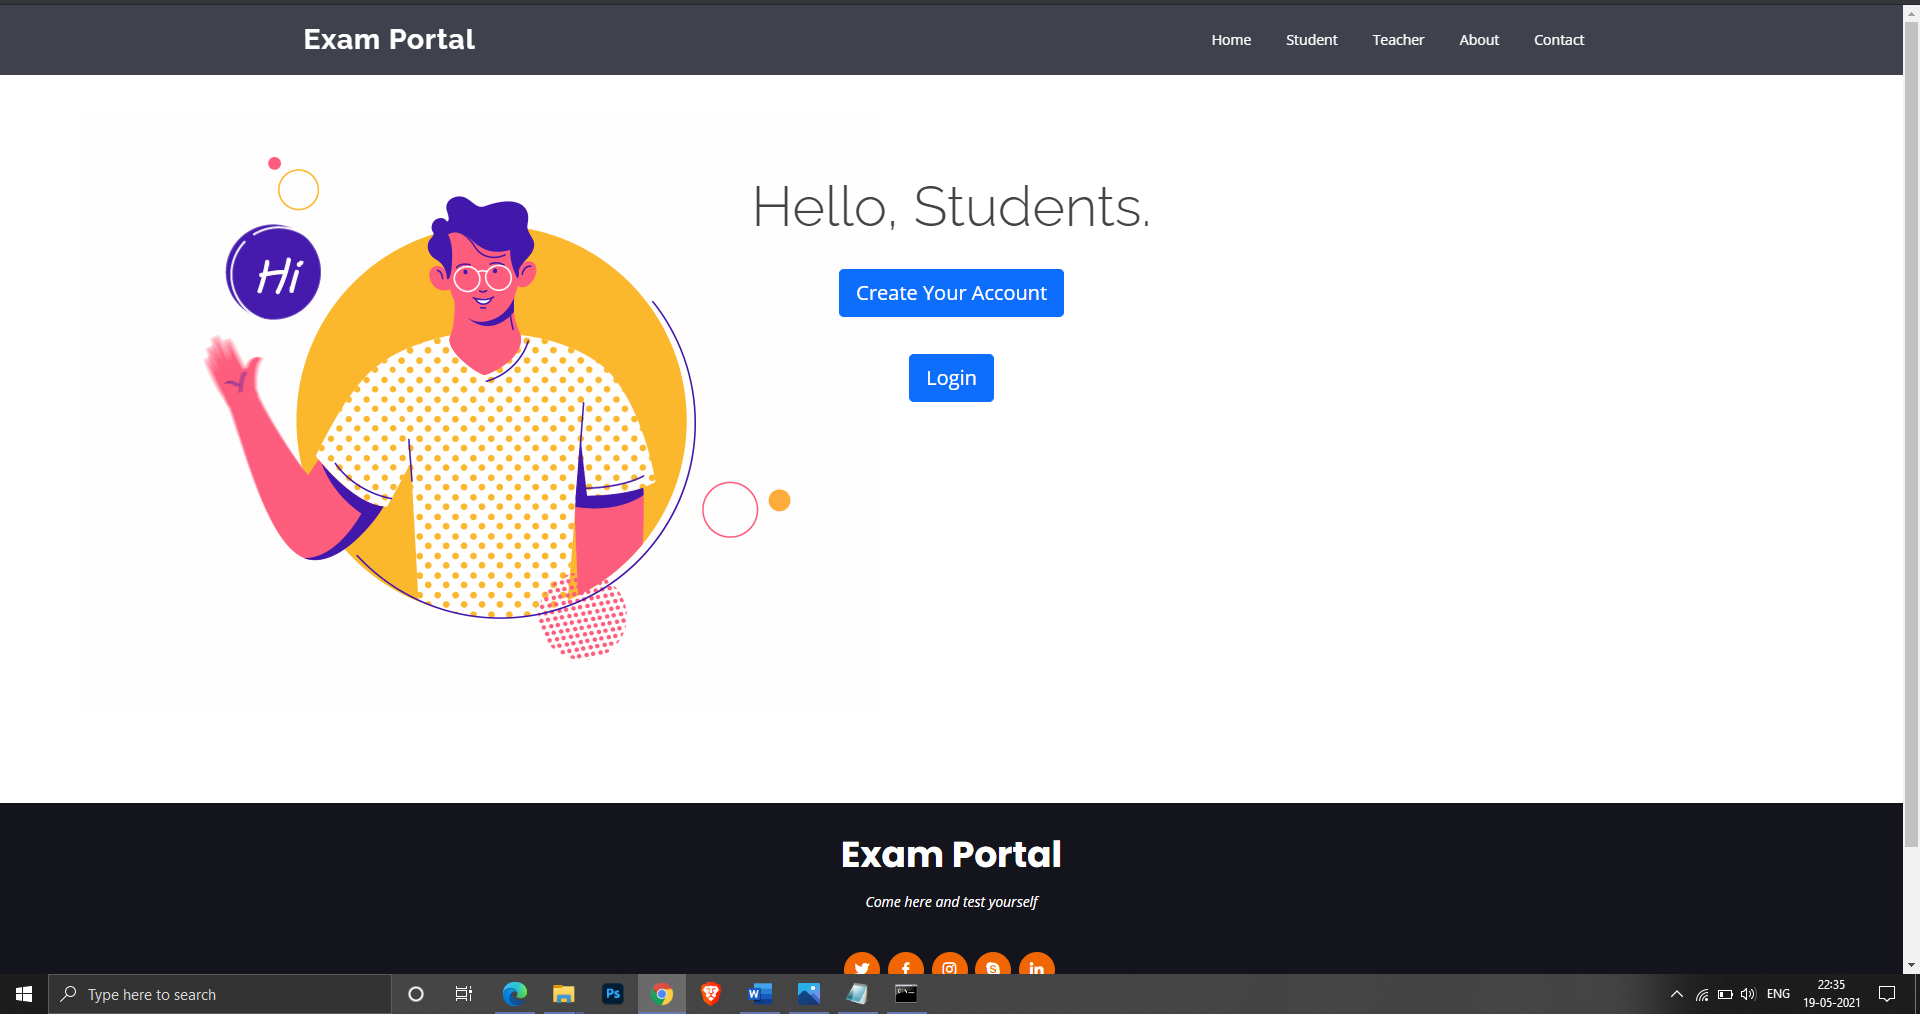 Exam Portal
Home Student Teacher About Contact
Hi
Hello, Students.
Create Your Account
Login
Exam Portal
Come here and test yourself
Type here to search
Ps
W
ENG
22:35
19-05-2021